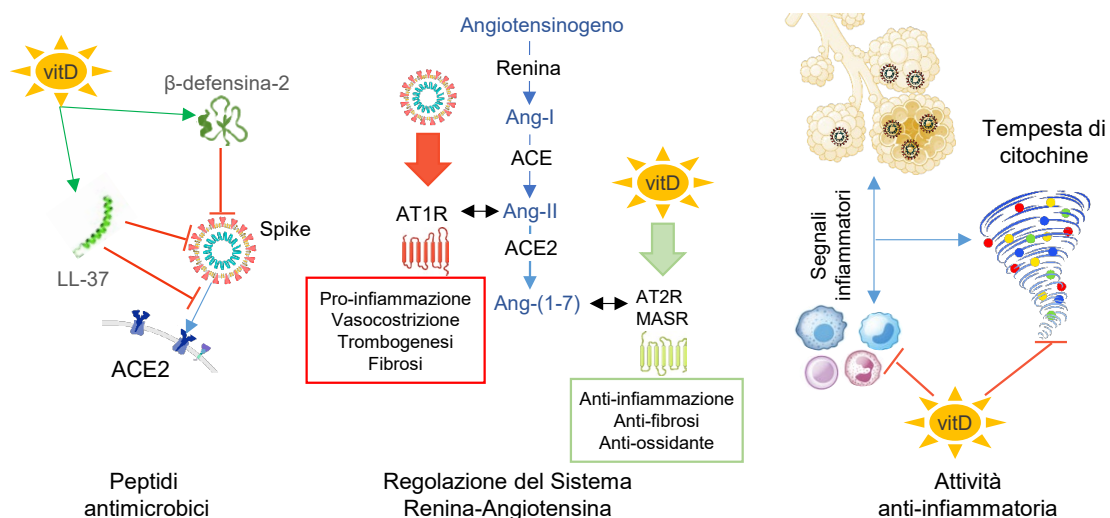 vitD
β-defensina-2
LL-37
Spike
ACE2
Peptidi
antimicrobici
Angiotensinogeno
Renina
Ang-I
ACE
AT1R
Ang-II
ACE2
Ang-(1-7)
Pro-infiammazione
Vasocostrizione
Trombogenesi
Fibrosi
vitD
AT2R
MASR
Anti-infiammazione
Anti-fibrosi
Anti-ossidante
Regolazione del Sistema
Renina-Angiotensina
Tempesta di
citochine
Segnali
infiammatori
vitD
Attività
anti-infiammatoria